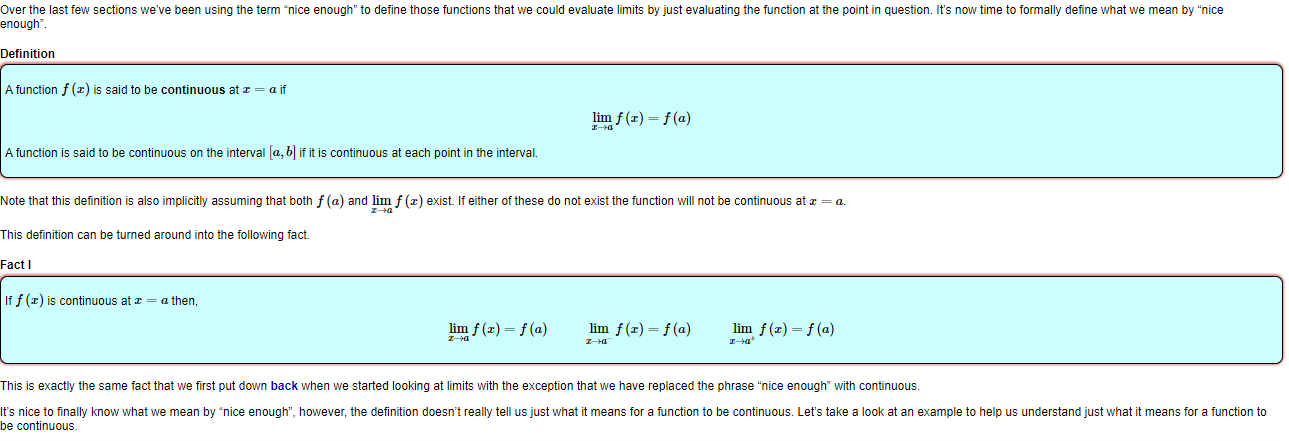 Over the last few sections we've been using the term “nice enough” to define those functions that we could evaluate limits by just evaluating the function at the point in question. It's now time to formally define what we mean by “nice
enough”.
Definition
A function f (x) is said to be continuous at x = a if
lim f (x) = f (a)
x→a
A function is said to be continuous on the interval [a, b] if it is continuous at each point in the interval.
Note that this definition is also implicitly assuming that both f (a) and lim f (x) exist. If either of these do not exist the function will not be continuous at x = a.
x→a
This definition can be turned around into the following fact.
Fact I
If f (x) is continuous at x = a then,
lim f (x) = f (a) lim f (x) = f (a) lim f (x) = f (a)
x→a x→a⁻ x→a⁺
This is exactly the same fact that we first put down back when we started looking at limits with the exception that we have replaced the phrase “nice enough” with continuous.
It's nice to finally know what we mean by “nice enough”, however, the definition doesn't really tell us just what it means for a function to be continuous. Let's take a look at an example to help us understand just what it means for a function to
be continuous.